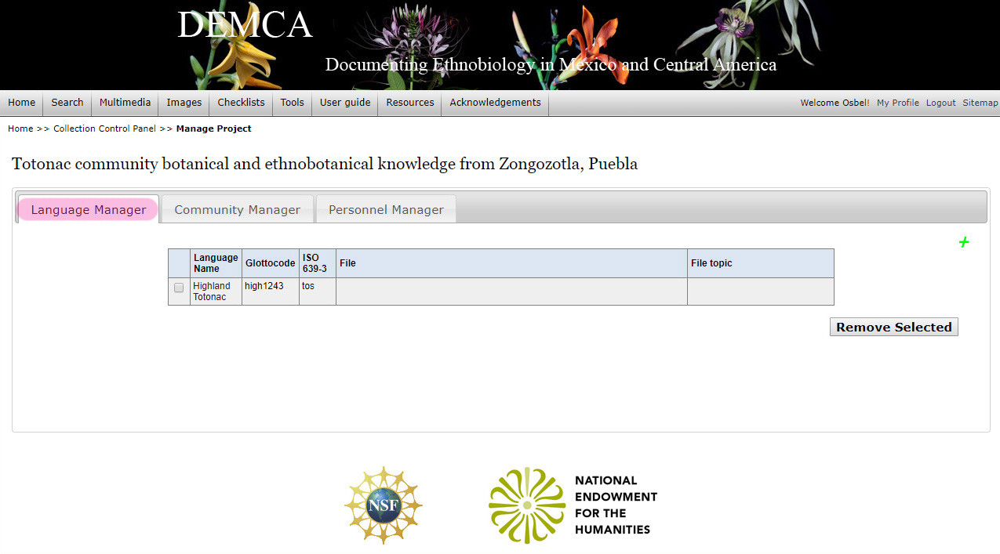 DEMCA
Documenting Ethnobiology in Mexico and Central America
Home Search Multimedia Images Checklists Tools User guide Resources Acknowledgements Welcome Osbel! My Profile Logout Sitemap
Home >> Collection Control Panel >> Manage Project
Totonac community botanical and ethnobotanical knowledge from Zongozotla, Puebla
Language Manager Community Manager Personnel Manager
+
Language Name Glottocode ISO 639-3 File File topic
Highland Totonac high1243 tos
Remove Selected
NSF
NATIONAL
ENDOWMENT
FOR THE
HUMANITIES